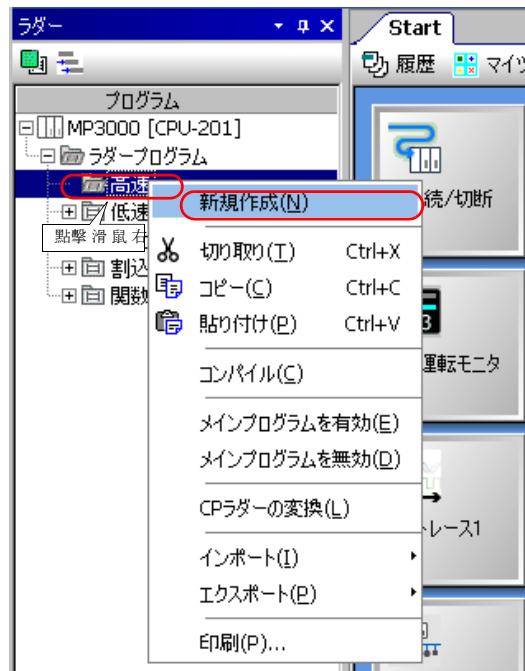 ラダー
Start
履歴
マイツ
プログラム
MP3000 [CPU-201]
ラダープログラム
高速
低速
點擊 滑 鼠 右
割込
関数
新規作成(N)
切り取り(T) Ctrl+X
コピー(C) Ctrl+C
貼り付け(P) Ctrl+V
コンパイル(C)
メインプログラムを有効(E)
メインプログラムを無効(D)
CPラダーの変換(L)
インポート(I)
エクスポート(P)
印刷(P)...
続/切断
運転モニタ
トレース1